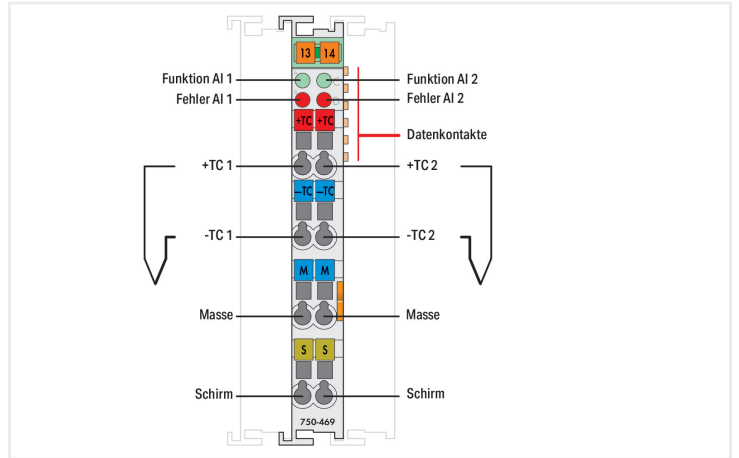 13 14
Funktion AI 1
Funktion AI 2
C
Fehler AI 1
Fehler AI 2
D
+TC +TC
Datenkontakte
+TC 1
+TC 2
–TC –TC
-TC 1
-TC 2
M M
Masse
Masse
S S
Schirm
Schirm
750-469